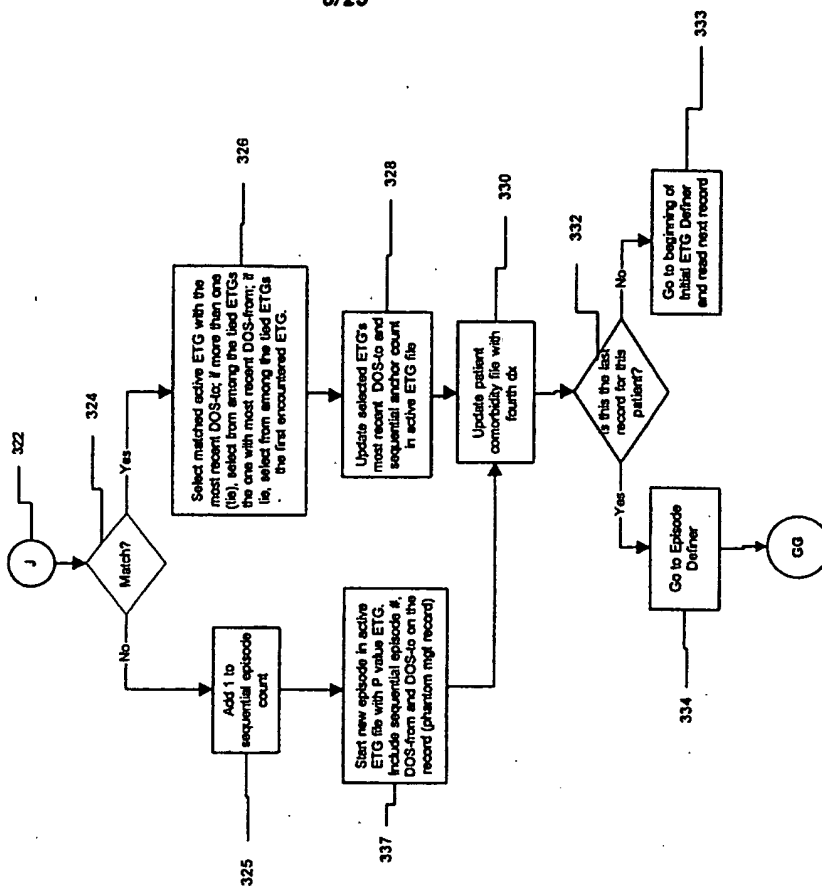 322
J
324
Match?
Yes
No
326
Select matched active ETG with the
most recent DOS-to; if more than one
(tie), select from among the tied ETGs
the one with most recent DOS-from; if
tie, select from among the tied ETGs
the first encountered ETG.
325
Add 1 to
sequential episode
count
328
Update selected ETG's
most recent DOS-to and
sequential anchor count
in active ETG file
337
Start new episode in active
ETG file with P value ETG.
Include sequential episode #,
DOS-from and DOS-to on the
record (phantom mgt record)
330
Update patient
comorbidity file with
fourth dx
332
Is this the last
record for this
patient?
Yes
No
333
Go to beginning of
Initial ETG Definer
and read next record
334
Go to Episode
Definer
GG